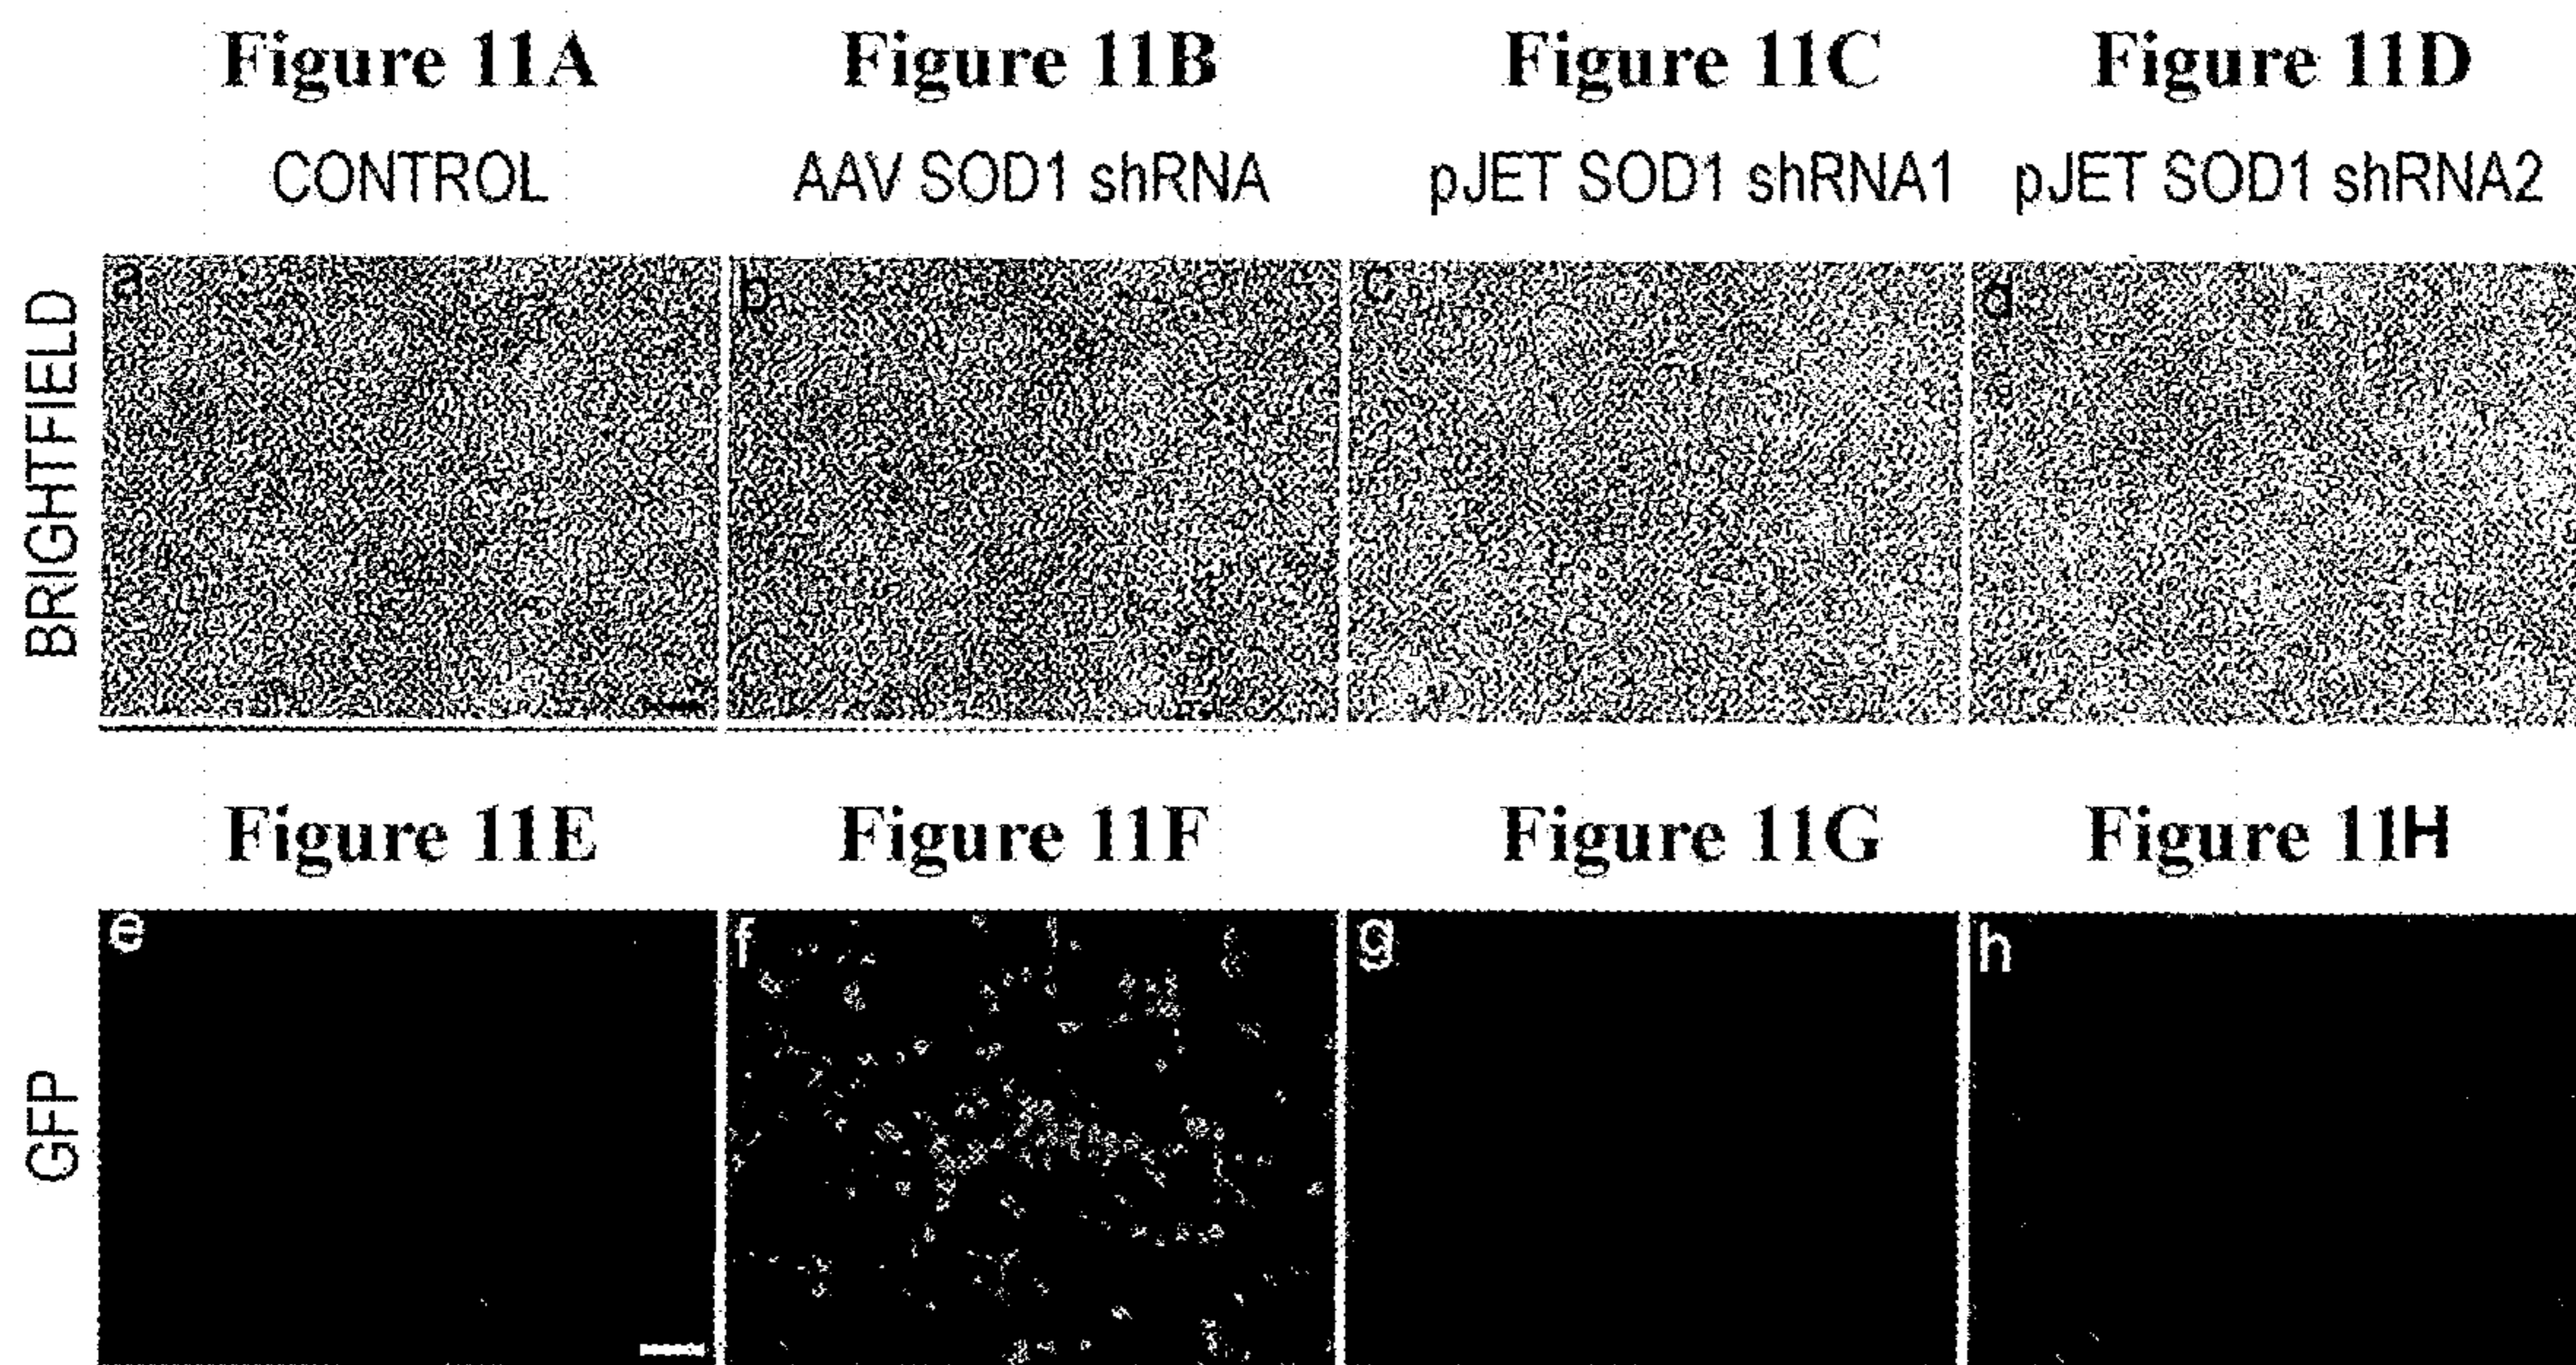 Figure 11A Figure 11B Figure 11C Figure 11D
CONTROL AAV SOD1 shRNA pJET SOD1 shRNA1 pJET SOD1 shRNA2
BRIGHTFIELD
a b c d
Figure 11E Figure 11F Figure 11G Figure 11H
GFP
e f g h